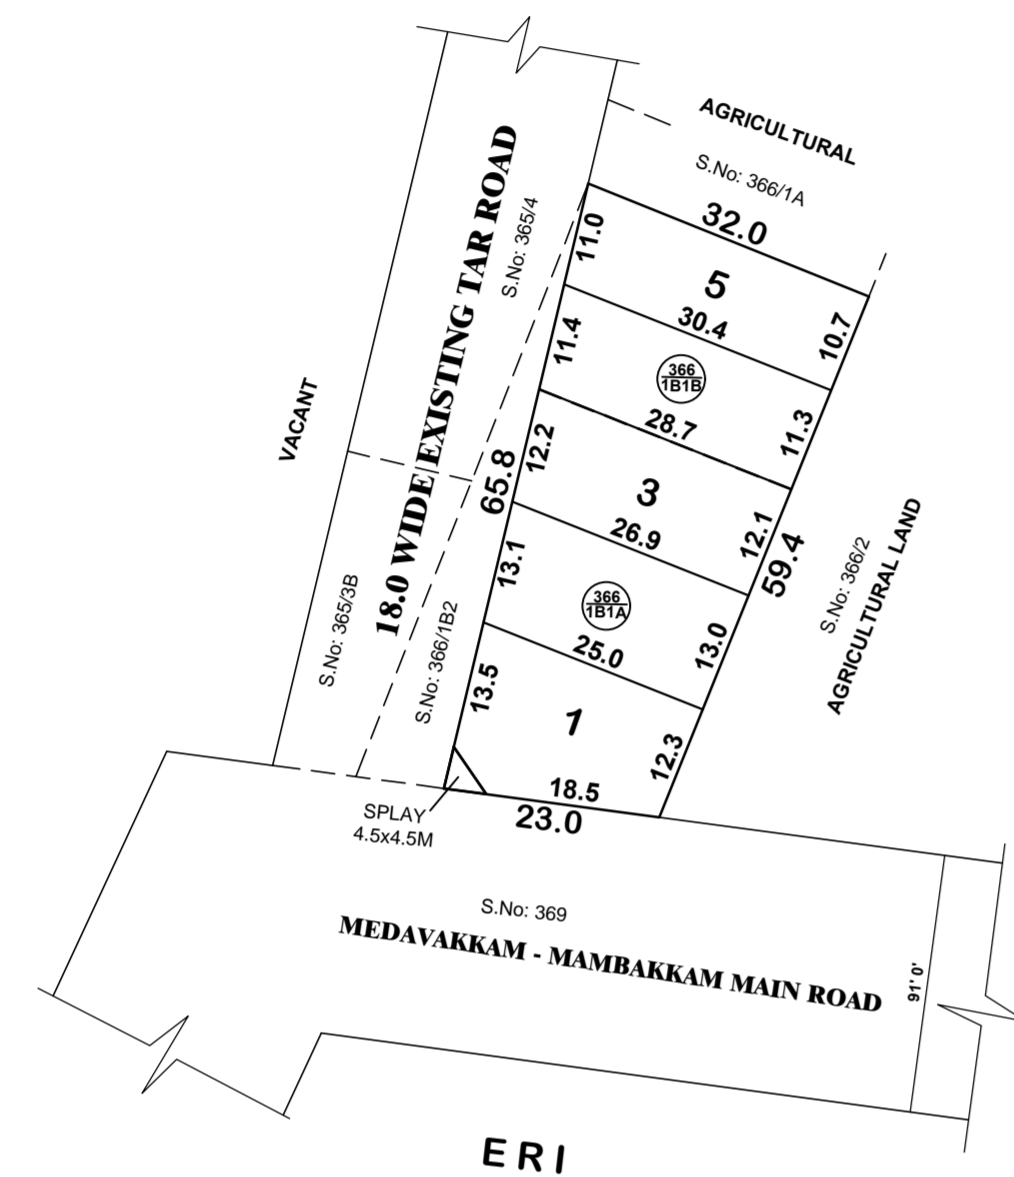 AGRICULTURAL
S.No: 366/1A
32.0
18.0 WIDE EXISTING TAR ROAD
S.No: 365/4
11.0
5
10.7
30.4
11.4
366
1B1B
11.3
28.7
VACANT
65.8
12.2
3
12.1
26.9
59.4
S.No: 366/2
AGRICULTURAL LAND
13.1
366
1B1A
13.0
25.0
S.No: 365/3B
S.No: 366/1B2
13.5
1
12.3
18.5
23.0
SPLAY
4.5x4.5M
S.No: 369
MEDAVAKKAM - MAMBAKKAM MAIN ROAD
91' 0'
ERI